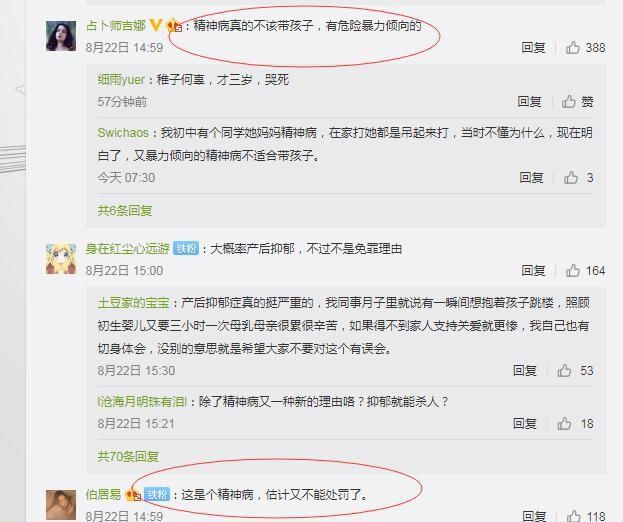 占卜师吉娜：精神病真的不该带孩子，有危险暴力倾向的
8月22日 14:59
回复 388
细雨yuer：稚子何辜，才三岁，哭死
57分钟前
回复 赞
Swichaos：我初中有个同学她妈妈精神病，在家打她都是吊起来打，当时不懂为什么，现在明
白了，又暴力倾向的精神病不适合带孩子。
今天 07:30
回复 3
共6条回复
身在红尘心远游 铁粉：大概率产后抑郁，不过不是免罪理由
8月22日 15:00
回复 164
土豆家的宝宝：产后抑郁症真的挺严重的，我同事月子里就说有一瞬间想抱着孩子跳楼，照顾
初生婴儿又要三小时一次母乳母亲很累很辛苦，如果得不到家人支持关爱就更惨，我自己也有
切身体会，没别的意思就是希望大家不要对这个有误会。
8月22日 15:30
回复 53
l沧海月明珠有泪l：除了精神病又一种新的理由咯？抑郁就能杀人？
8月22日 15:21
回复 18
共70条回复
伯居易 铁粉：这是个精神病，估计又不能处罚了。
8月22日 14:59
回复 118